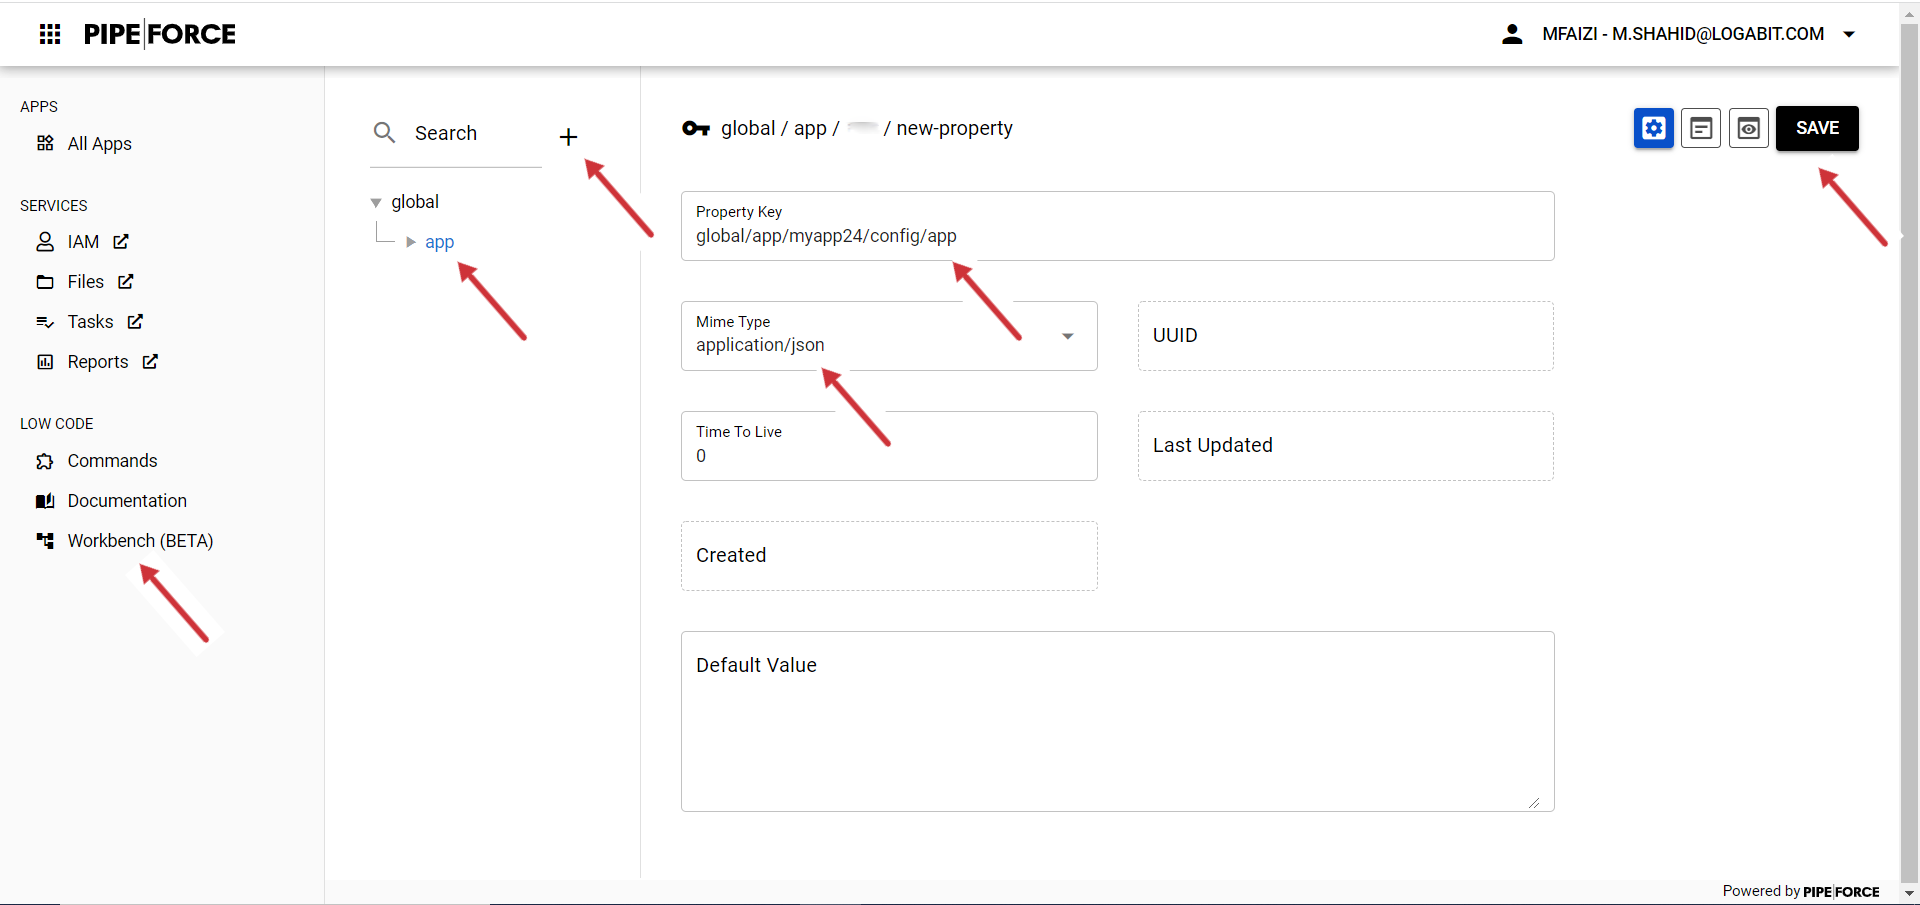 PIPE|FORCE
MFAIZI - M.SHAHID@LOGABIT.COM
APPS
All Apps
SERVICES
IAM
Files
Tasks
Reports
LOW CODE
Commands
Documentation
Workbench (BETA)
Search
global
app
global / app / / new-property
SAVE
Property Key
global/app/myapp24/config/app
Mime Type
application/json
UUID
Time To Live
0
Last Updated
Created
Default Value
Powered by PIPE|FORCE